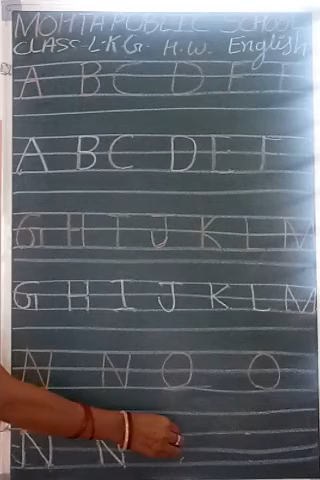 MOHTA PUBLIC SCHOOL
CLASS-L.K.G. H.W. English
A B C D E F
A B C D E F
G H I J K L M
G H I J K L M
N N O O
N N